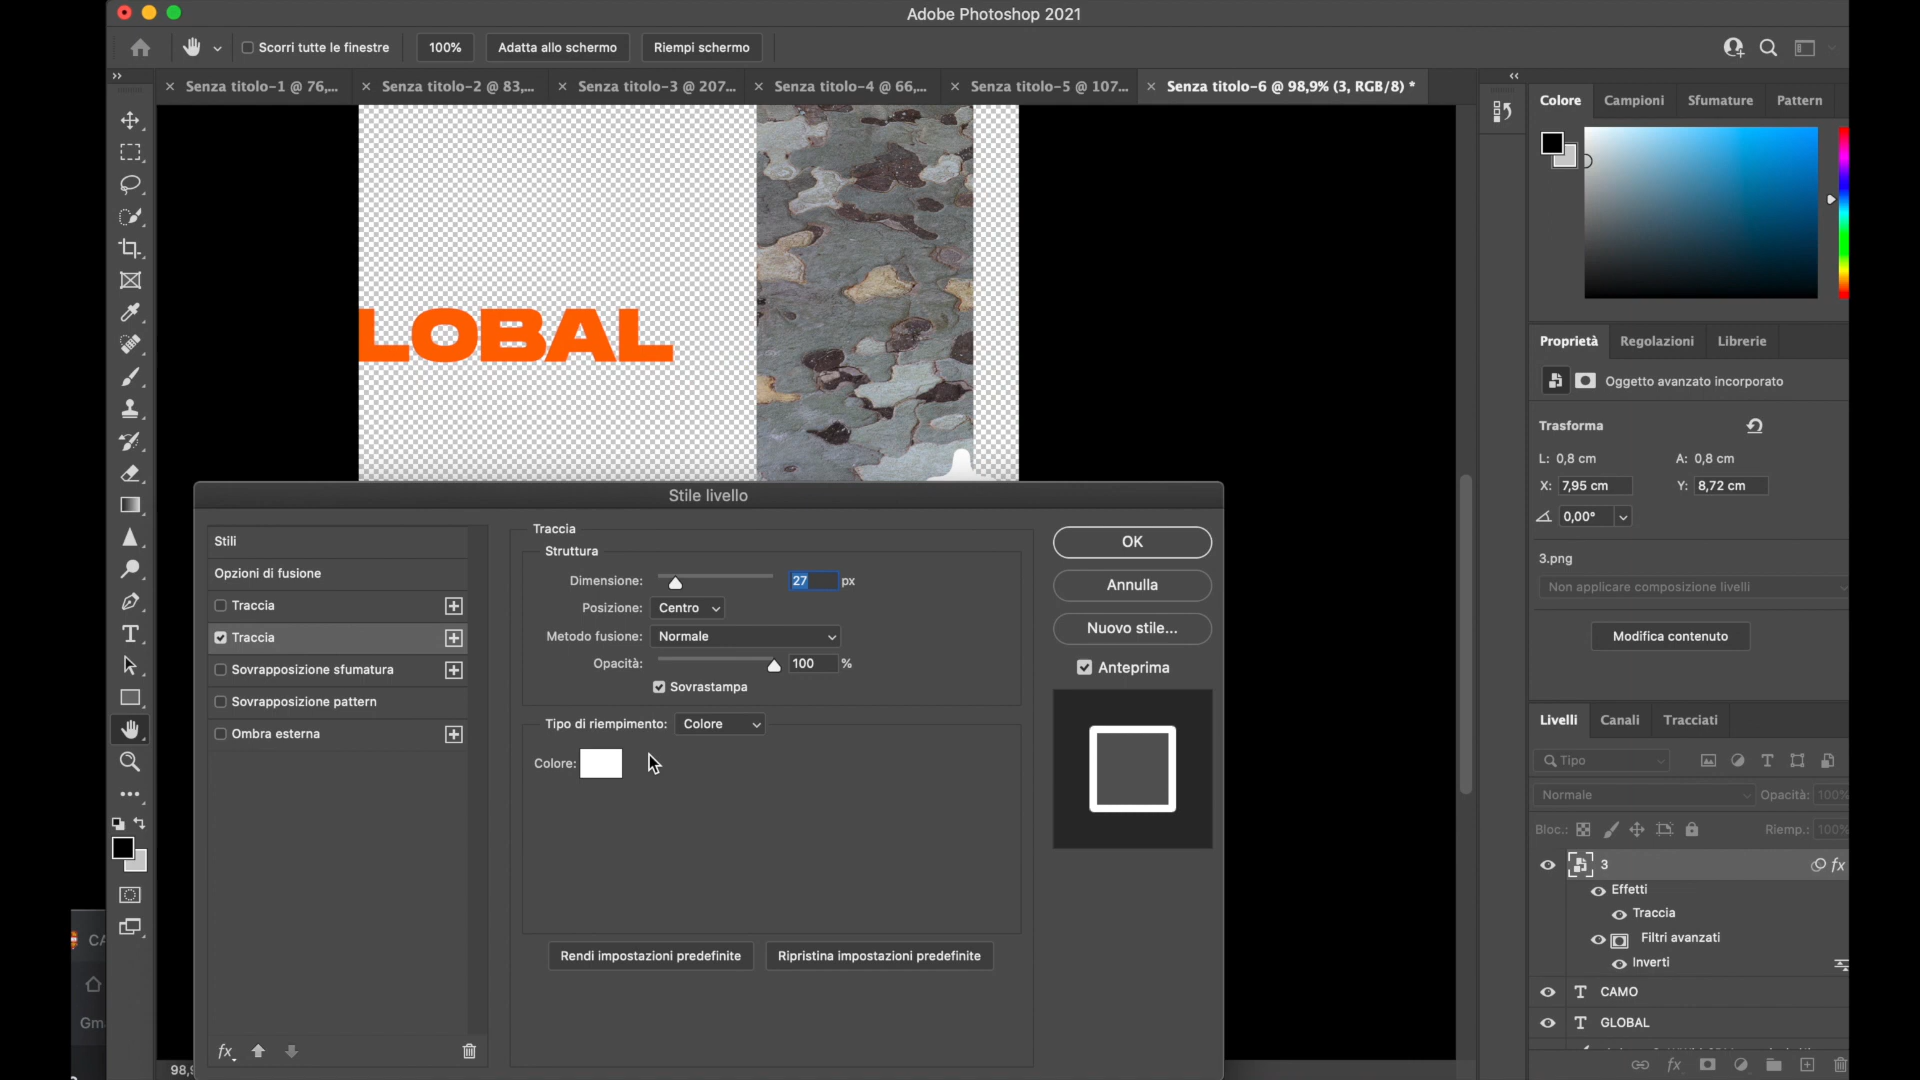 Adobe Photoshop 2021
Scorri tutte le finestre 100% Adatta allo schermo Riempi schermo
Senza titolo-1 @ 76,... Senza titolo-2 @ 83,... Senza titolo-3 @ 207... Senza titolo-4 @ 66,... Senza titolo-5 @ 107... Senza titolo-6 @ 98,9% (3, RGB/8) *
Colore Campioni Sfumature Pattern
LOBAL
Proprietà Regolazioni Librerie
Oggetto avanzato incorporato
Trasforma
L: 0,8 cm A: 0,8 cm
X: 7,95 cm Y: 8,72 cm
0,00°
3.png
Non applicare composizione livelli
Modifica contenuto
Stile livello
Stili
Opzioni di fusione
Traccia
Traccia
Sovrapposizione sfumatura
Sovrapposizione pattern
Ombra esterna
fx
Traccia
Struttura
Dimensione: 27 px
Posizione: Centro
Metodo fusione: Normale
Opacità: 100 %
Sovrastampa
Tipo di riempimento: Colore
Colore:
Rendi impostazioni predefinite Ripristina impostazioni predefinite
OK
Annulla
Nuovo stile...
Anteprima
Livelli Canali Tracciati
Tipo
Normale Opacità: 100%
Bloc.: Riemp.: 100%
3 fx
Effetti
Traccia
Filtri avanzati
Inverti
CAMO
GLOBAL
fx
CA
Gma
98,9